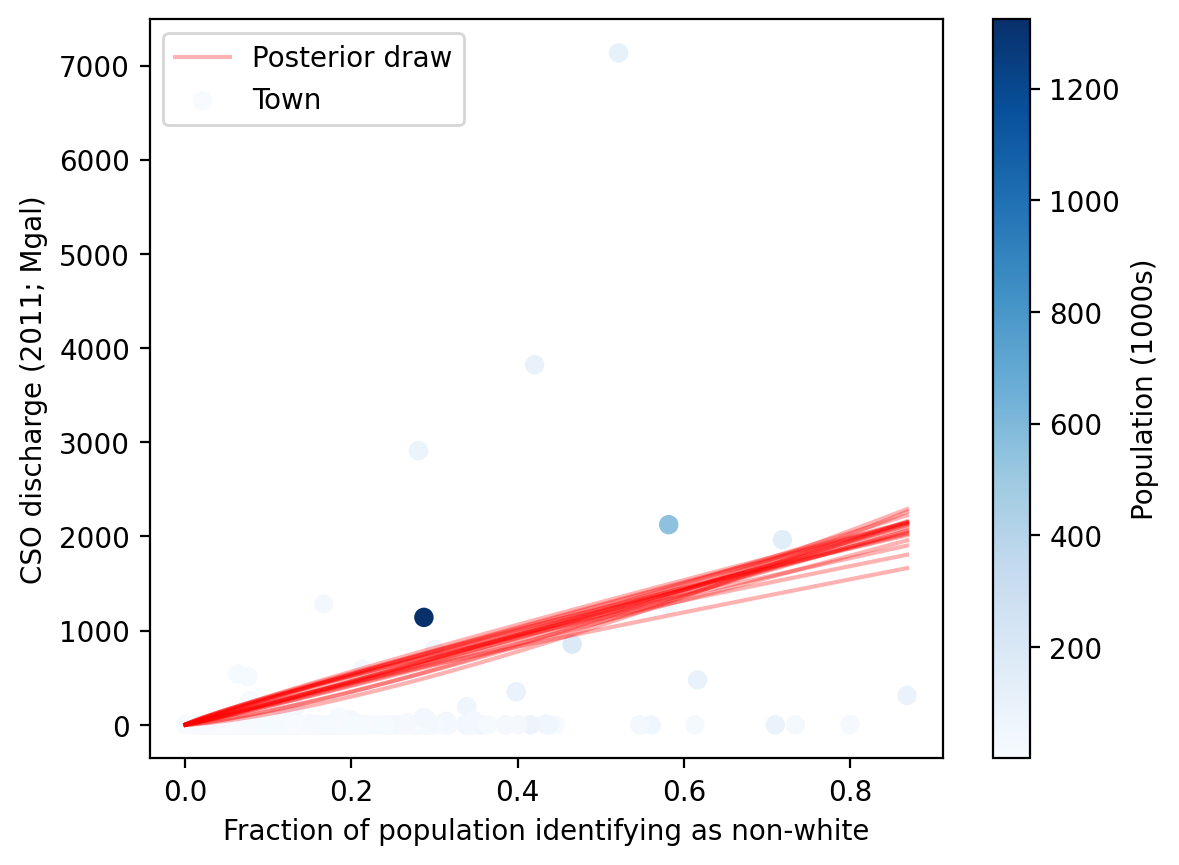 7000
6000
5000
4000
3000
2000
1000
0
CSO discharge (2011; Mgal)
Posterior draw
Town
0.0 0.2 0.4 0.6 0.8
Fraction of population identifying as non-white
1200
1000
800
600
400
200
Population (1000s)